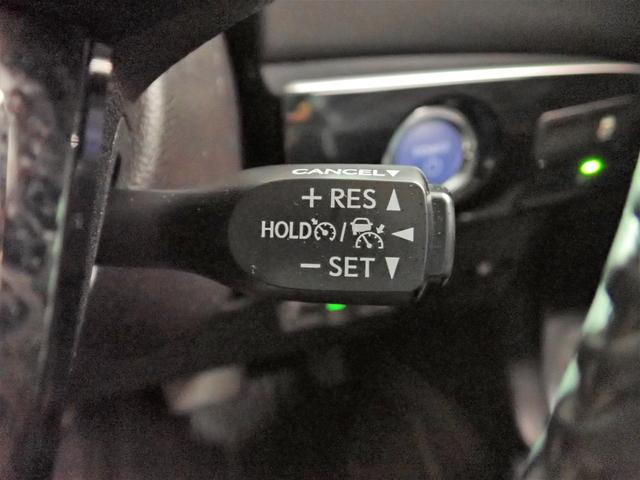 CANCEL▼
+ RES ▲
HOLD / ◀
− SET ▼